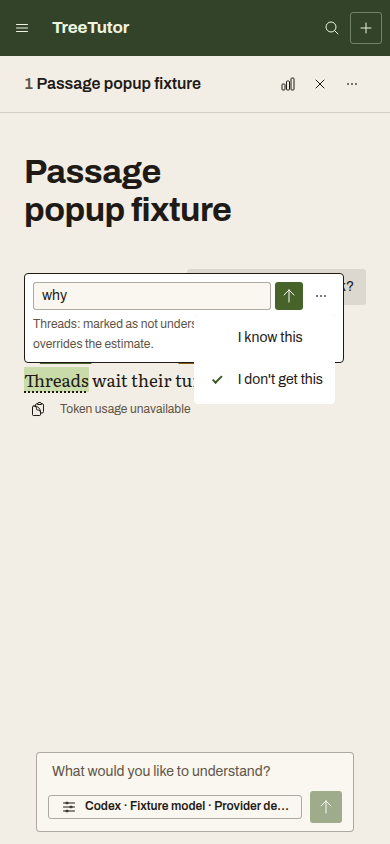 TreeTutor
1 Passage popup fixture
Passage
popup fixture
?
why
Threads: marked as not unders
overrides the estimate.
I know this
I don't get this
Threads wait their tu
Token usage unavailable
What would you like to understand?
Codex · Fixture model · Provider de…